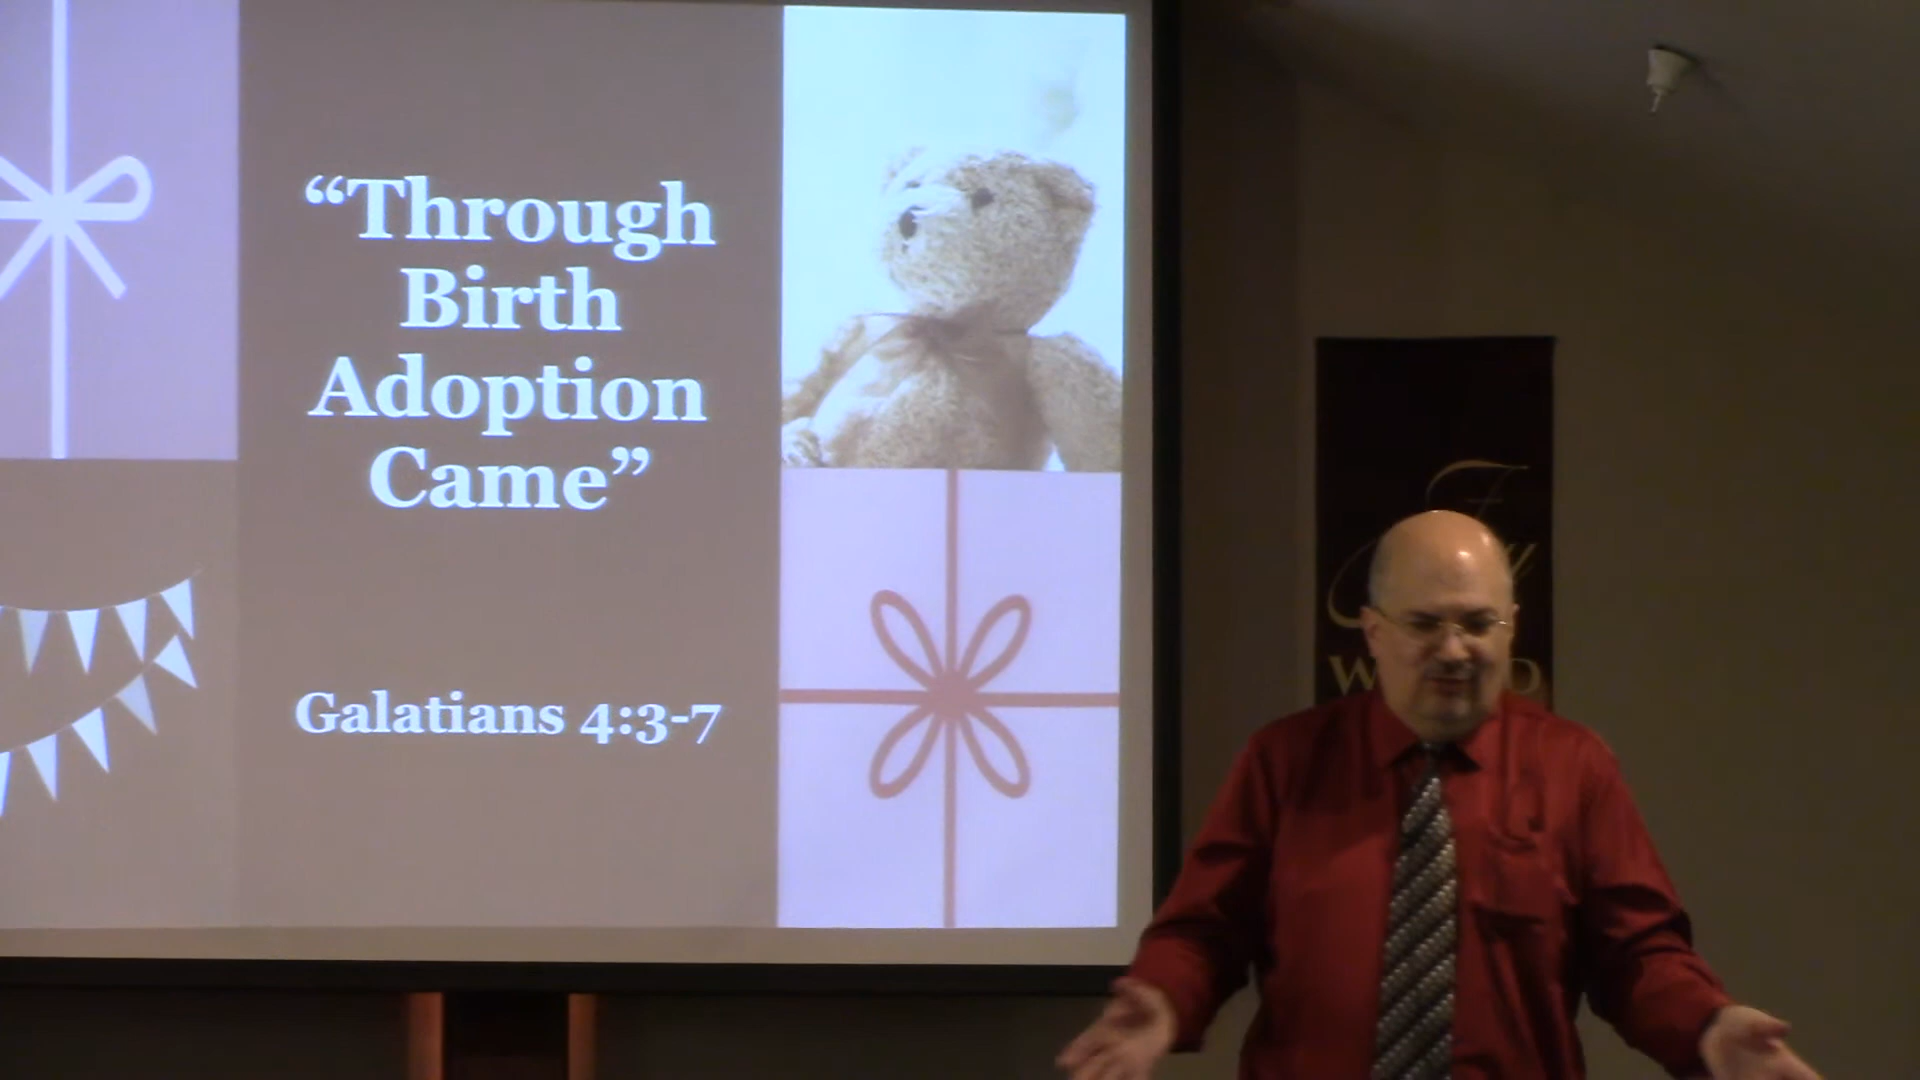 “Through
Birth
Adoption
Came”
Galatians 4:3-7